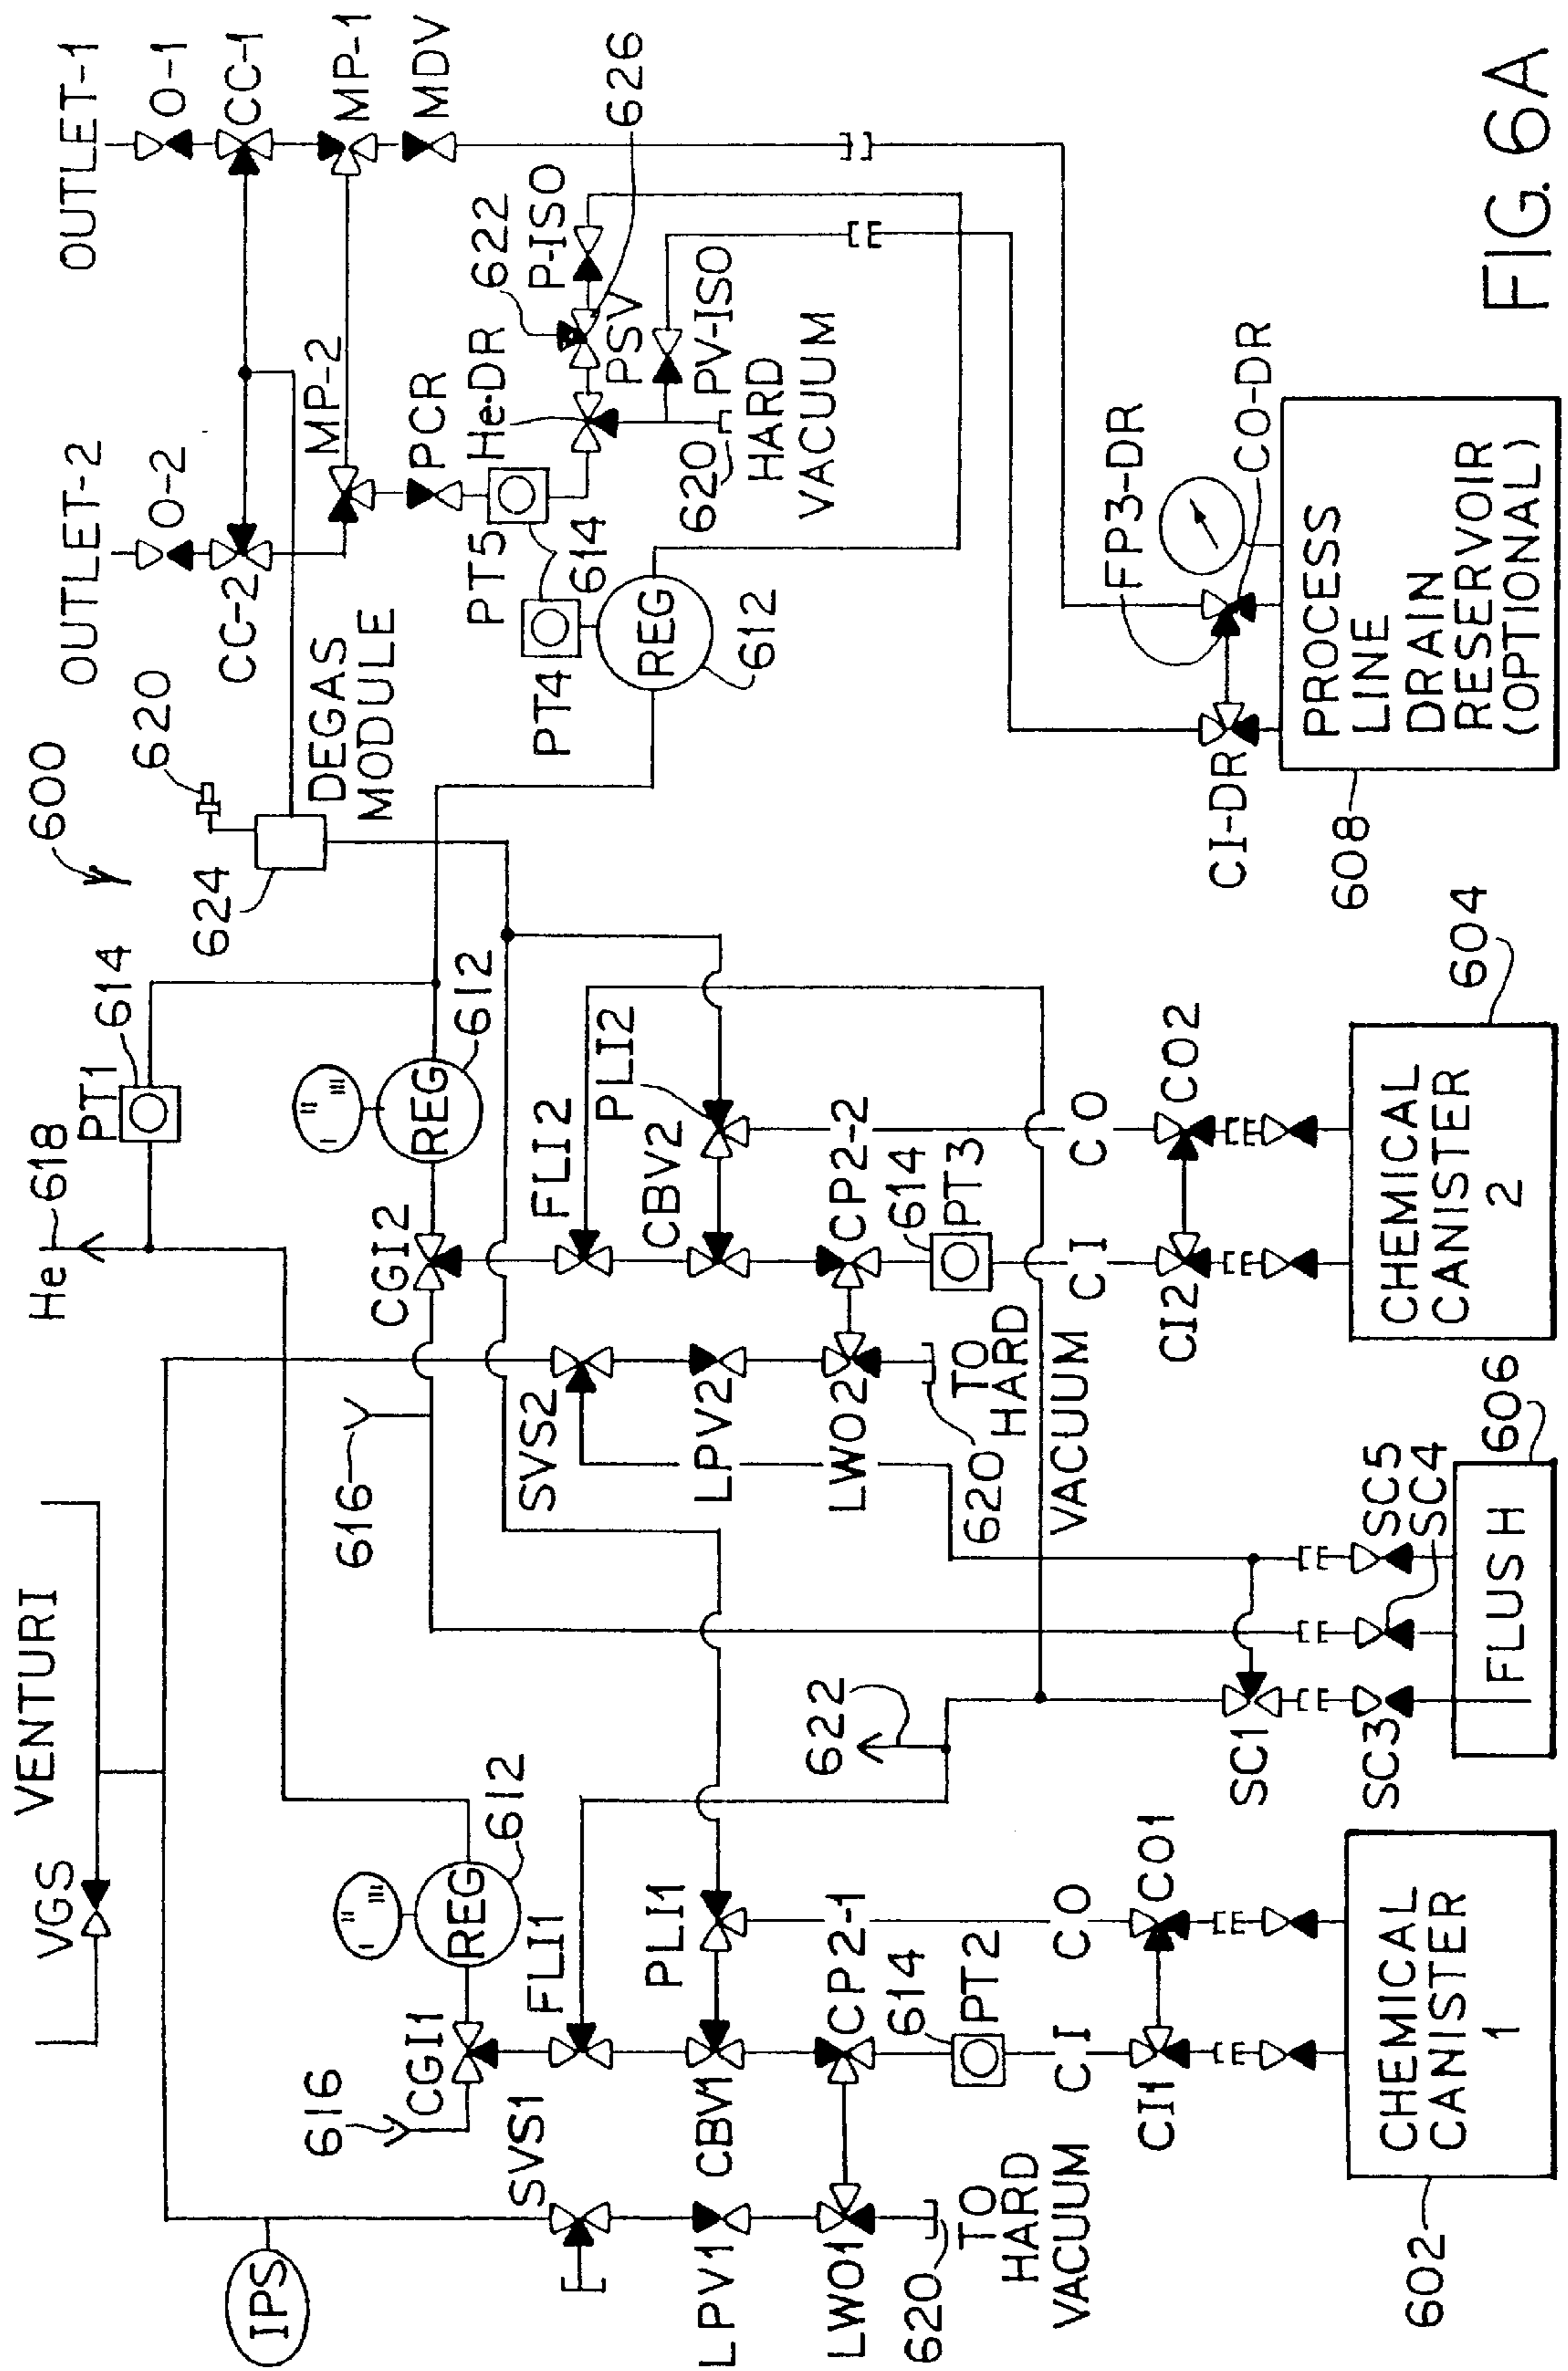 VGS
VENTURI
IPS
He
618
PT1
614
600
620
624
DEGAS
MODULE
OUTLET-2
O-2
CC-2
OUTLET-1
O-1
CC-1
MP-1
MDV
MP-2
PCR
He-DR
622
P-ISO
626
PSV
PV-ISO
620
HARD
VACUUM
PT5
614
PT4
REG
612
616
CGI1
I II III
REG
612
FLI1
SVS1
LPV1
CBV1
PLI1
LW01
CP2-1
614
PT2
620
TO
HARD
VACUUM
CI
CO
CI1
CO1
CHEMICAL
CANISTER
1
602
616
CGI2
I II III
REG
612
FLI2
SVS2
LPV2
CBV2
PLI2
LW02
CP2-2
614
PT3
620
TO
HARD
VACUUM
CI
CO
CI2
CO2
CHEMICAL
CANISTER
2
604
622
SC1
SC3
SC5
SC4
FLUSH
606
FP3-DR
CO-DR
CI-DR
PROCESS
LINE
DRAIN
RESERVOIR
(OPTIONAL)
608
FIG. 6A